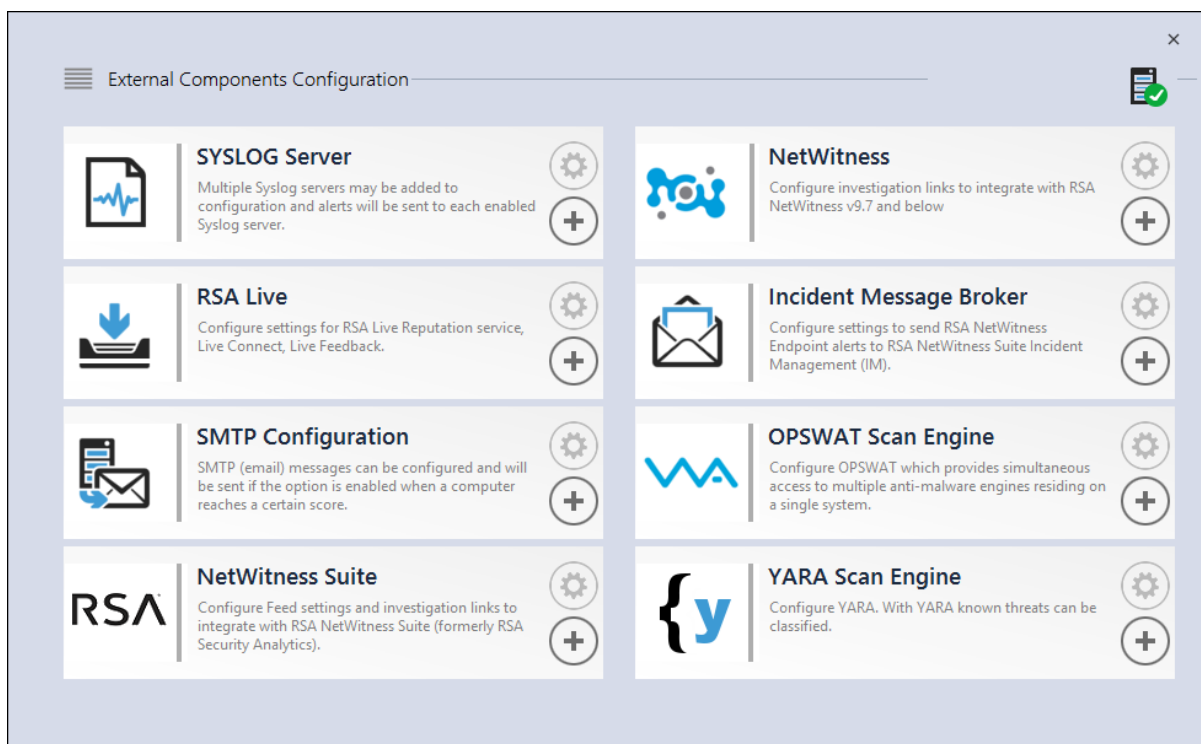 External Components Configuration
SYSLOG Server
Multiple Syslog servers may be added to
configuration and alerts will be sent to each enabled
Syslog server.
NetWitness
Configure investigation links to integrate with RSA
NetWitness v9.7 and below
RSA Live
Configure settings for RSA Live Reputation service,
Live Connect, Live Feedback.
Incident Message Broker
Configure settings to send RSA NetWitness
Endpoint alerts to RSA NetWitness Suite Incident
Management (IM).
SMTP Configuration
SMTP (email) messages can be configured and will
be sent if the option is enabled when a computer
reaches a certain score.
OPSWAT Scan Engine
Configure OPSWAT which provides simultaneous
access to multiple anti-malware engines residing on
a single system.
RSA
NetWitness Suite
Configure Feed settings and investigation links to
integrate with RSA NetWitness Suite (formerly RSA
Security Analytics).
{y
YARA Scan Engine
Configure YARA. With YARA known threats can be
classified.